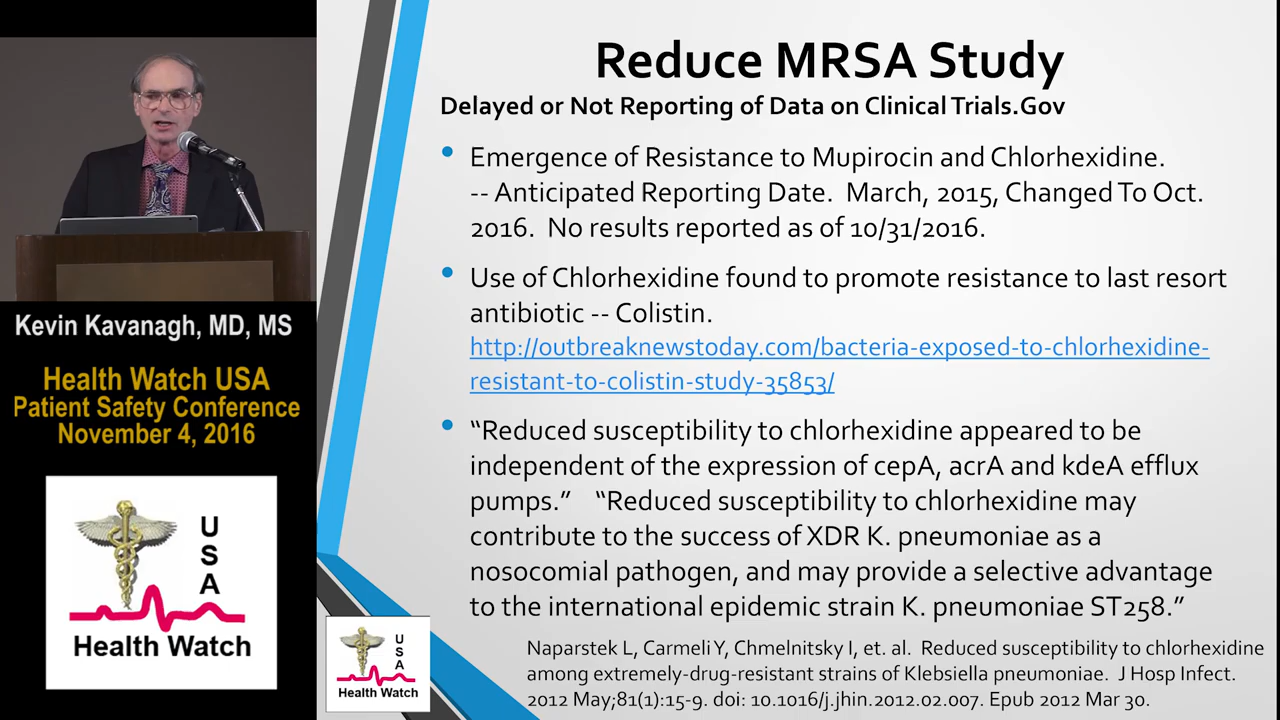 Kevin Kavanagh, MD, MS
Health Watch USA
Patient Safety Conference
November 4, 2016
U
S
A
Health Watch
Reduce MRSA Study
Delayed or Not Reporting of Data on Clinical Trials.Gov
• Emergence of Resistance to Mupirocin and Chlorhexidine.
-- Anticipated Reporting Date. March, 2015, Changed To Oct.
2016. No results reported as of 10/31/2016.
• Use of Chlorhexidine found to promote resistance to last resort
antibiotic -- Colistin.
http://outbreaknewstoday.com/bacteria-exposed-to-chlorhexidine-
resistant-to-colistin-study-35853/
• “Reduced susceptibility to chlorhexidine appeared to be
independent of the expression of cepA, acrA and kdeA efflux
pumps.” “Reduced susceptibility to chlorhexidine may
contribute to the success of XDR K. pneumoniae as a
nosocomial pathogen, and may provide a selective advantage
to the international epidemic strain K. pneumoniae ST258.”
Naparstek L, Carmeli Y, Chmelnitsky I, et. al. Reduced susceptibility to chlorhexidine
among extremely-drug-resistant strains of Klebsiella pneumoniae. J Hosp Infect.
2012 May;81(1):15-9. doi: 10.1016/j.jhin.2012.02.007. Epub 2012 Mar 30.
U
S
A
Health Watch